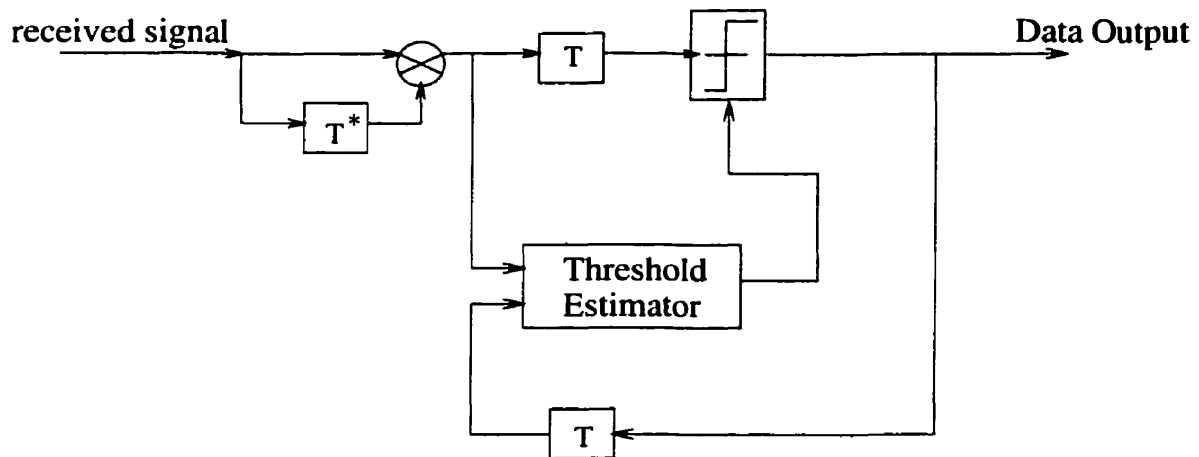 received signal
Data Output
T
T*
Threshold
Estimator
T